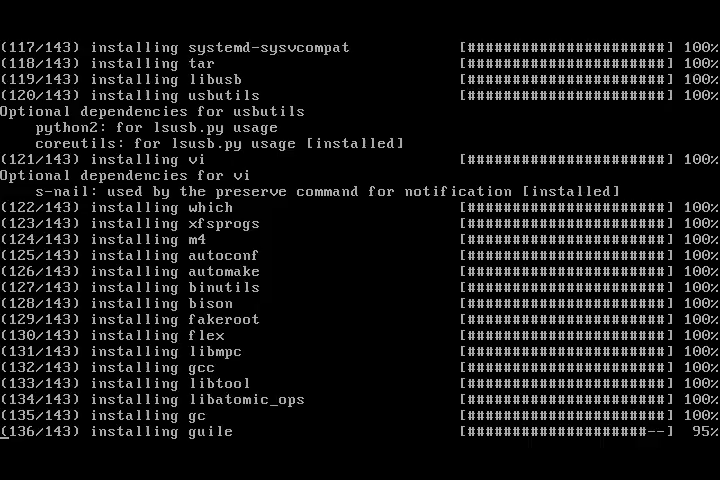 (117/143) installing systemd-sysvcompat [######################] 100%
(118/143) installing tar [######################] 100%
(119/143) installing libusb [######################] 100%
(120/143) installing usbutils [######################] 100%
Optional dependencies for usbutils
python2: for lsusb.py usage
coreutils: for lsusb.py usage [installed]
(121/143) installing vi [######################] 100%
Optional dependencies for vi
s-nail: used by the preserve command for notification [installed]
(122/143) installing which [######################] 100%
(123/143) installing xfsprogs [######################] 100%
(124/143) installing m4 [######################] 100%
(125/143) installing autoconf [######################] 100%
(126/143) installing automake [######################] 100%
(127/143) installing binutils [######################] 100%
(128/143) installing bison [######################] 100%
(129/143) installing fakeroot [######################] 100%
(130/143) installing flex [######################] 100%
(131/143) installing libmpc [######################] 100%
(132/143) installing gcc [######################] 100%
(133/143) installing libtool [######################] 100%
(134/143) installing libatomic_ops [######################] 100%
(135/143) installing gc [######################] 100%
(136/143) installing guile [####################--] 95%